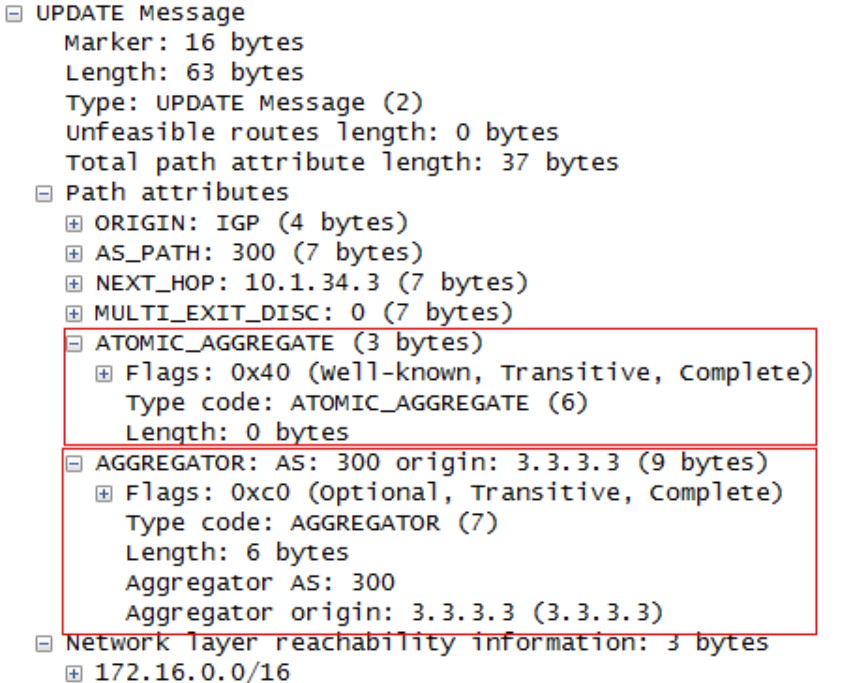 UPDATE Message
Marker: 16 bytes
Length: 63 bytes
Type: UPDATE Message (2)
Unfeasible routes length: 0 bytes
Total path attribute length: 37 bytes
Path attributes
ORIGIN: IGP (4 bytes)
AS_PATH: 300 (7 bytes)
NEXT_HOP: 10.1.34.3 (7 bytes)
MULTI_EXIT_DISC: 0 (7 bytes)
ATOMIC_AGGREGATE (3 bytes)
Flags: 0x40 (Well-known, Transitive, Complete)
Type code: ATOMIC_AGGREGATE (6)
Length: 0 bytes
AGGREGATOR: AS: 300 origin: 3.3.3.3 (9 bytes)
Flags: 0xc0 (Optional, Transitive, Complete)
Type code: AGGREGATOR (7)
Length: 6 bytes
Aggregator AS: 300
Aggregator origin: 3.3.3.3 (3.3.3.3)
Network layer reachability information: 3 bytes
172.16.0.0/16